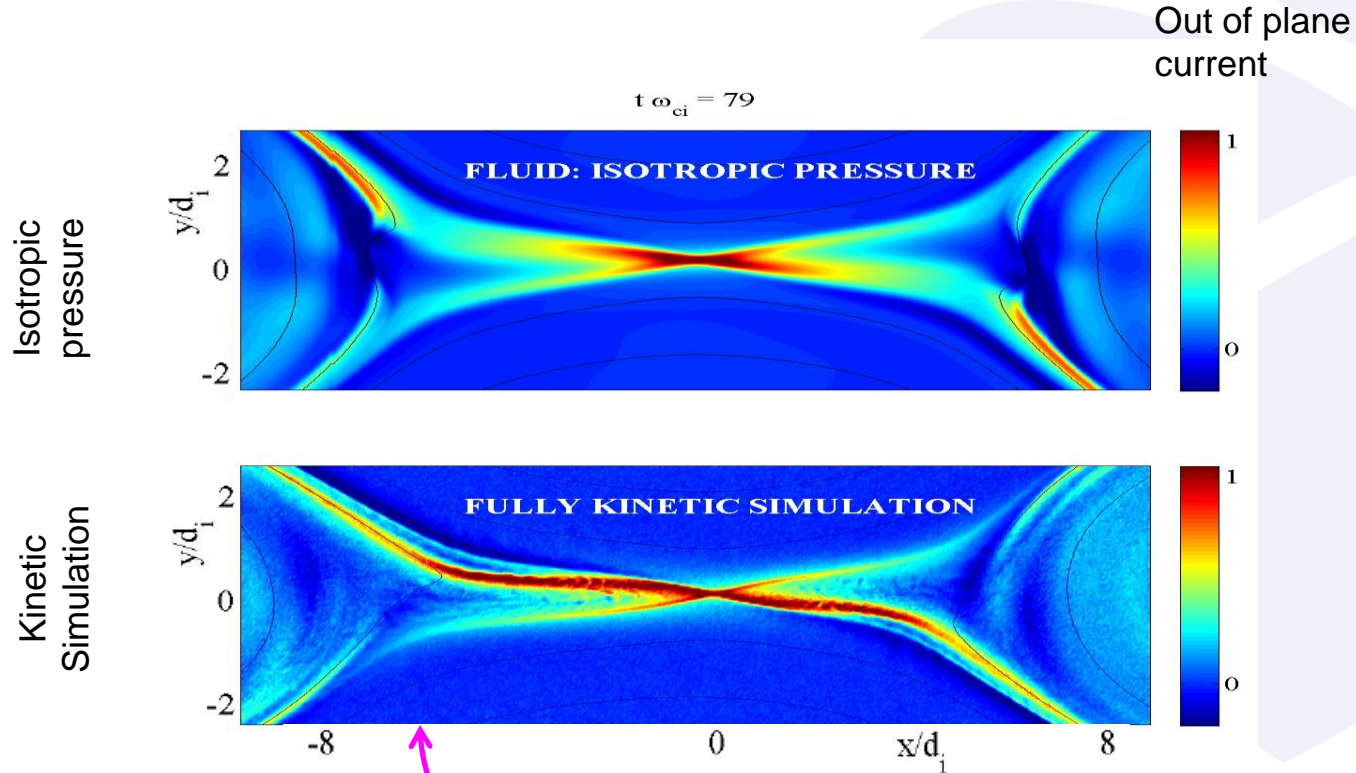 Out of plane
current
t ω_ci = 79
Isotropic
pressure
y/d_i
2
0
-2
FLUID: ISOTROPIC PRESSURE
1
0
Kinetic
Simulation
y/d_i
2
0
-2
FULLY KINETIC SIMULATION
1
0
-8
0
x/d_i
8